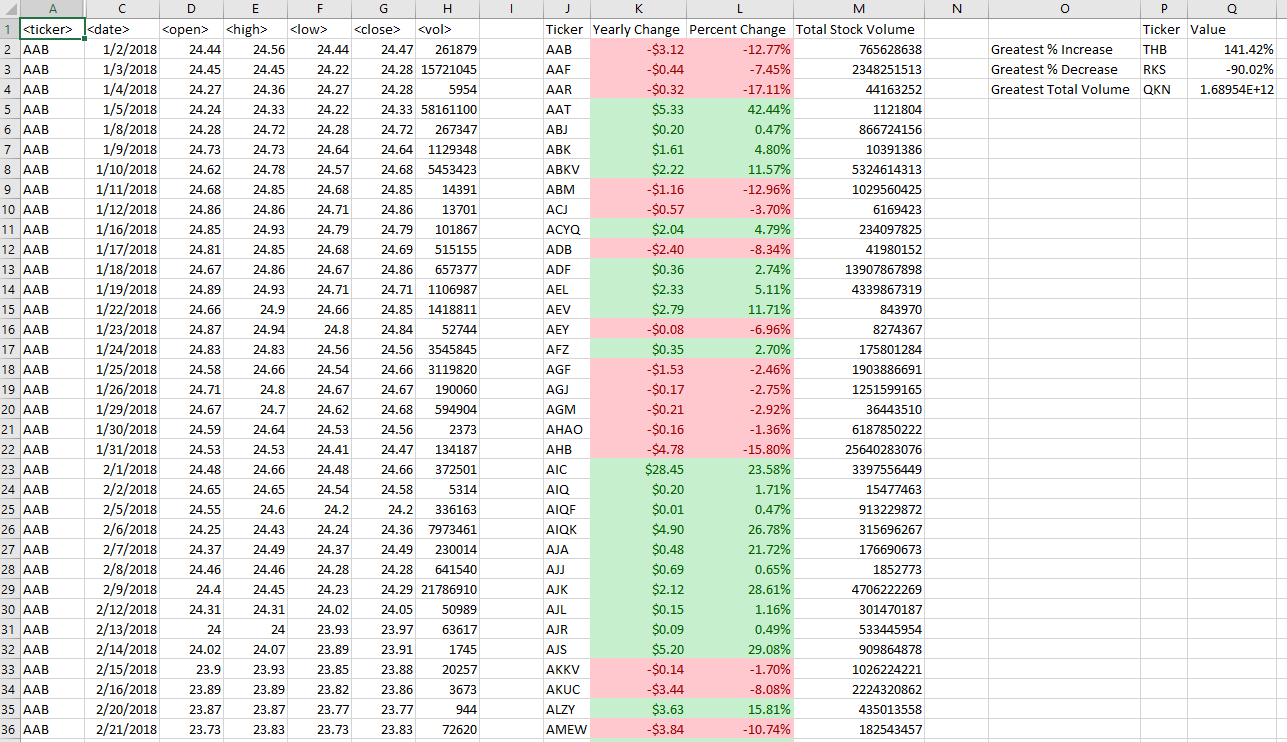 A C D E F G H I J K L M N O P Q
1 <ticker> <date> <open> <high> <low> <close> <vol> Ticker Yearly Change Percent Change Total Stock Volume Ticker Value
2 AAB 1/2/2018 24.44 24.56 24.44 24.47 261879 AAB -$3.12 -12.77% 765628638 Greatest % Increase THB 141.42%
3 AAB 1/3/2018 24.45 24.45 24.22 24.28 15721045 AAF -$0.44 -7.45% 2348251513 Greatest % Decrease RKS -90.02%
4 AAB 1/4/2018 24.27 24.36 24.27 24.28 5954 AAR -$0.32 -17.11% 44163252 Greatest Total Volume QKN 1.68954E+12
5 AAB 1/5/2018 24.24 24.33 24.22 24.33 58161100 AAT $5.33 42.44% 1121804
6 AAB 1/8/2018 24.28 24.72 24.28 24.72 267347 ABJ $0.20 0.47% 866724156
7 AAB 1/9/2018 24.73 24.73 24.64 24.64 1129348 ABK $1.61 4.80% 10391386
8 AAB 1/10/2018 24.62 24.78 24.57 24.68 5453423 ABKV $2.22 11.57% 5324614313
9 AAB 1/11/2018 24.68 24.85 24.68 24.85 14391 ABM -$1.16 -12.96% 1029560425
10 AAB 1/12/2018 24.86 24.86 24.71 24.86 13701 ACJ -$0.57 -3.70% 6169423
11 AAB 1/16/2018 24.85 24.93 24.79 24.79 101867 ACYQ $2.04 4.79% 234097825
12 AAB 1/17/2018 24.81 24.85 24.68 24.69 515155 ADB -$2.40 -8.34% 41980152
13 AAB 1/18/2018 24.67 24.86 24.67 24.86 657377 ADF $0.36 2.74% 13907867898
14 AAB 1/19/2018 24.89 24.93 24.71 24.71 1106987 AEL $2.33 5.11% 4339867319
15 AAB 1/22/2018 24.66 24.9 24.66 24.85 1418811 AEV $2.79 11.71% 843970
16 AAB 1/23/2018 24.87 24.94 24.8 24.84 52744 AEY -$0.08 -6.96% 8274367
17 AAB 1/24/2018 24.83 24.83 24.56 24.56 3545845 AFZ $0.35 2.70% 175801284
18 AAB 1/25/2018 24.58 24.66 24.54 24.66 3119820 AGF -$1.53 -2.46% 1903886691
19 AAB 1/26/2018 24.71 24.8 24.67 24.67 190060 AGJ -$0.17 -2.75% 1251599165
20 AAB 1/29/2018 24.67 24.7 24.62 24.68 594904 AGM -$0.21 -2.92% 36443510
21 AAB 1/30/2018 24.59 24.64 24.53 24.56 2373 AHAO -$0.16 -1.36% 6187850222
22 AAB 1/31/2018 24.53 24.53 24.41 24.47 134187 AHB -$4.78 -15.80% 25640283076
23 AAB 2/1/2018 24.48 24.66 24.48 24.66 372501 AIC $28.45 23.58% 3397556449
24 AAB 2/2/2018 24.65 24.65 24.54 24.58 5314 AIQ $0.20 1.71% 15477463
25 AAB 2/5/2018 24.55 24.6 24.2 24.2 336163 AIQF $0.01 0.47% 913229872
26 AAB 2/6/2018 24.25 24.43 24.24 24.36 7973461 AIQK $4.90 26.78% 315696267
27 AAB 2/7/2018 24.37 24.49 24.37 24.49 230014 AJA $0.48 21.72% 176690673
28 AAB 2/8/2018 24.46 24.46 24.28 24.28 641540 AJJ $0.69 0.65% 1852773
29 AAB 2/9/2018 24.4 24.45 24.23 24.29 21786910 AJK $2.12 28.61% 4706222269
30 AAB 2/12/2018 24.31 24.31 24.02 24.05 50989 AJL $0.15 1.16% 301470187
31 AAB 2/13/2018 24 24 23.93 23.97 63617 AJR $0.09 0.49% 533445954
32 AAB 2/14/2018 24.02 24.07 23.89 23.91 1745 AJS $5.20 29.08% 909864878
33 AAB 2/15/2018 23.9 23.93 23.85 23.88 20257 AKKV -$0.14 -1.70% 1026224221
34 AAB 2/16/2018 23.89 23.89 23.82 23.86 3673 AKUC -$3.44 -8.08% 2224320862
35 AAB 2/20/2018 23.87 23.87 23.77 23.77 944 ALZY $3.63 15.81% 435013558
36 AAB 2/21/2018 23.73 23.83 23.73 23.83 72620 AMEW -$3.84 -10.74% 182543457